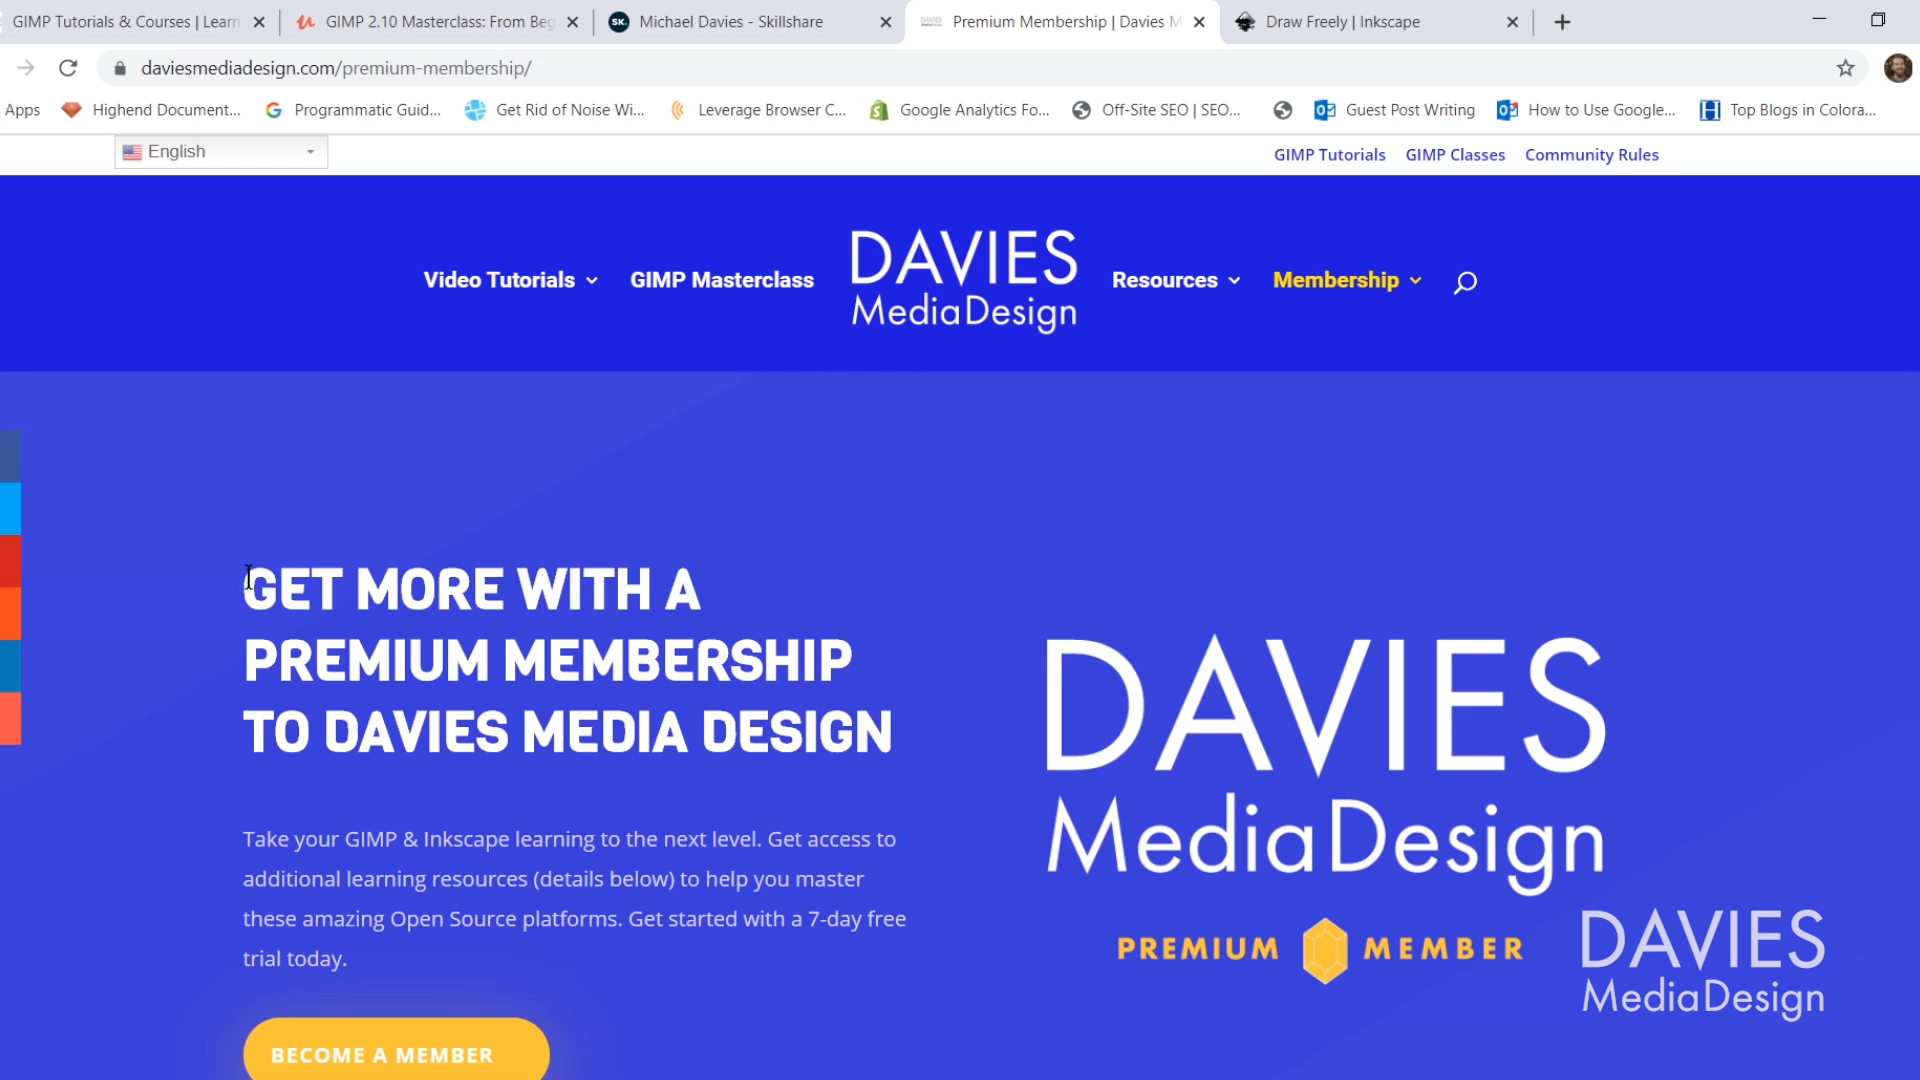 GIMP Tutorials & Courses | Learn
GIMP 2.10 Masterclass: From Beg
SK.
Michael Davies - Skillshare
Premium Membership | Davies M
Draw Freely | Inkscape
daviesmediadesign.com/premium-membership/
Apps
Highend Document...
Programmatic Guid...
Get Rid of Noise Wi...
Leverage Browser C...
Google Analytics Fo...
Off-Site SEO | SEO...
Guest Post Writing
How to Use Google...
Top Blogs in Colora...
English
GIMP Tutorials
GIMP Classes
Community Rules
Video Tutorials
GIMP Masterclass
DAVIES
MediaDesign
Resources
Membership
GET MORE WITH A
PREMIUM MEMBERSHIP
TO DAVIES MEDIA DESIGN
Take your GIMP & Inkscape learning to the next level. Get access to
additional learning resources (details below) to help you master
these amazing Open Source platforms. Get started with a 7-day free
trial today.
BECOME A MEMBER
DAVIES
MediaDesign
PREMIUM MEMBER
DAVIES
MediaDesign